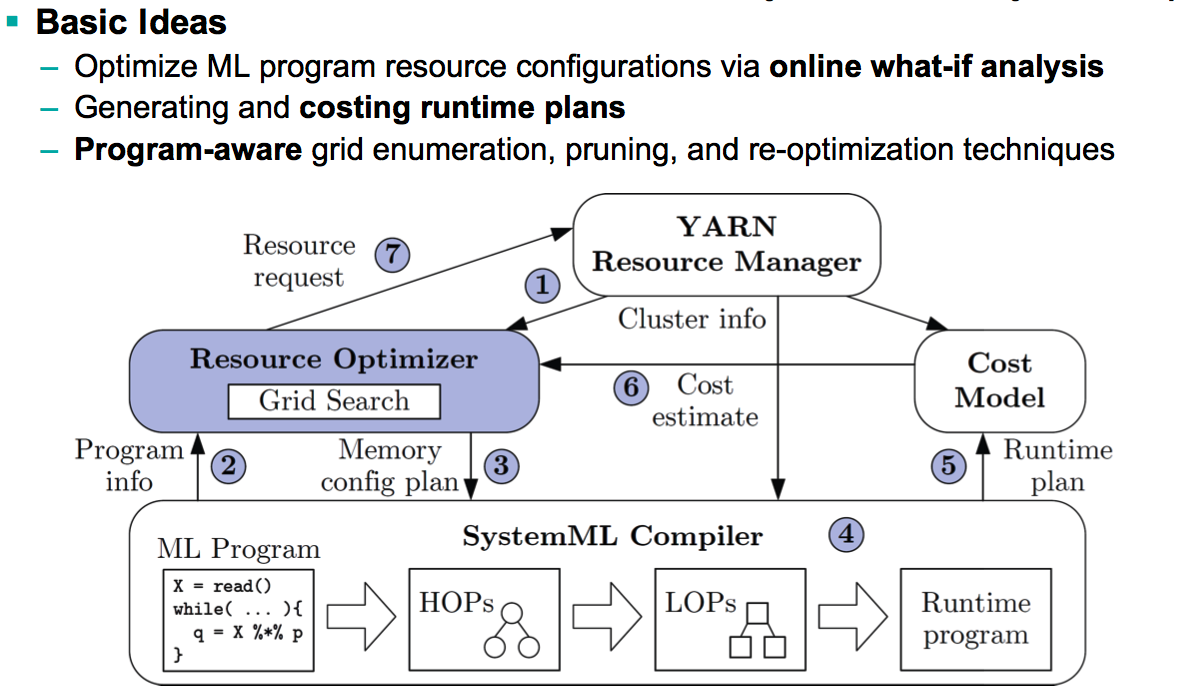 Basic Ideas
– Optimize ML program resource configurations via online what-if analysis
– Generating and costing runtime plans
– Program-aware grid enumeration, pruning, and re-optimization techniques
YARN
Resource Manager
Resource
request
7
1
Cluster info
Resource Optimizer
Grid Search
Cost
Model
6
Cost
estimate
Program
info
2
Memory
config plan
3
5
Runtime
plan
SystemML Compiler
4
ML Program
X = read()
while( ... ){
q = X %*% p
}
HOPs
LOPs
Runtime
program